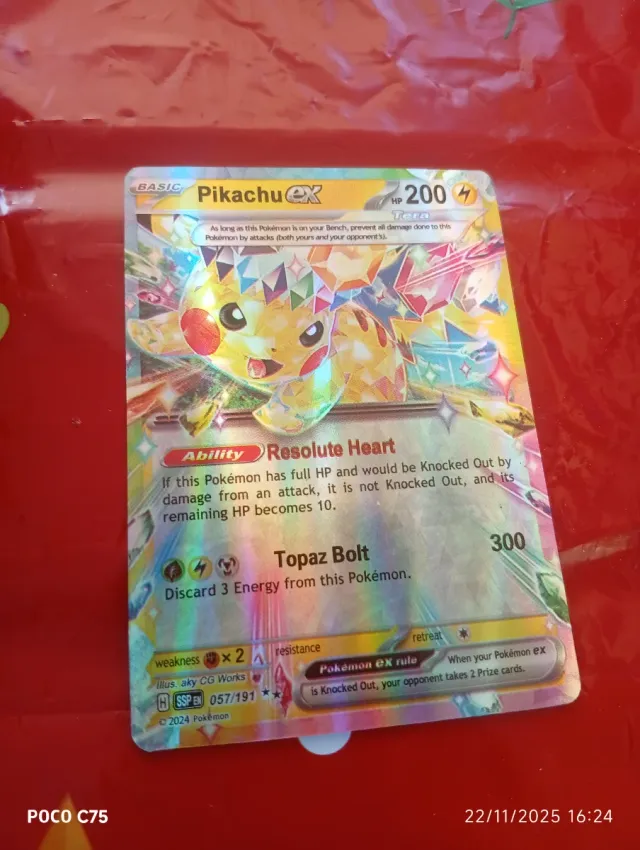 BASIC Pikachu ex HP 200
Tera
As long as this Pokémon is on your Bench, prevent all damage done to this
Pokémon by attacks (both yours and your opponent's).
Ability Resolute Heart
If this Pokémon has full HP and would be Knocked Out by
damage from an attack, it is not Knocked Out, and its
remaining HP becomes 10.
Topaz Bolt 300
Discard 3 Energy from this Pokémon.
weakness × 2 resistance retreat
Pokémon ex rule When your Pokémon ex
is Knocked Out, your opponent takes 2 Prize cards.
Illus. aky CG Works
H SSP EN 057/191
© 2024 Pokémon
POCO C75
22/11/2025 16:24